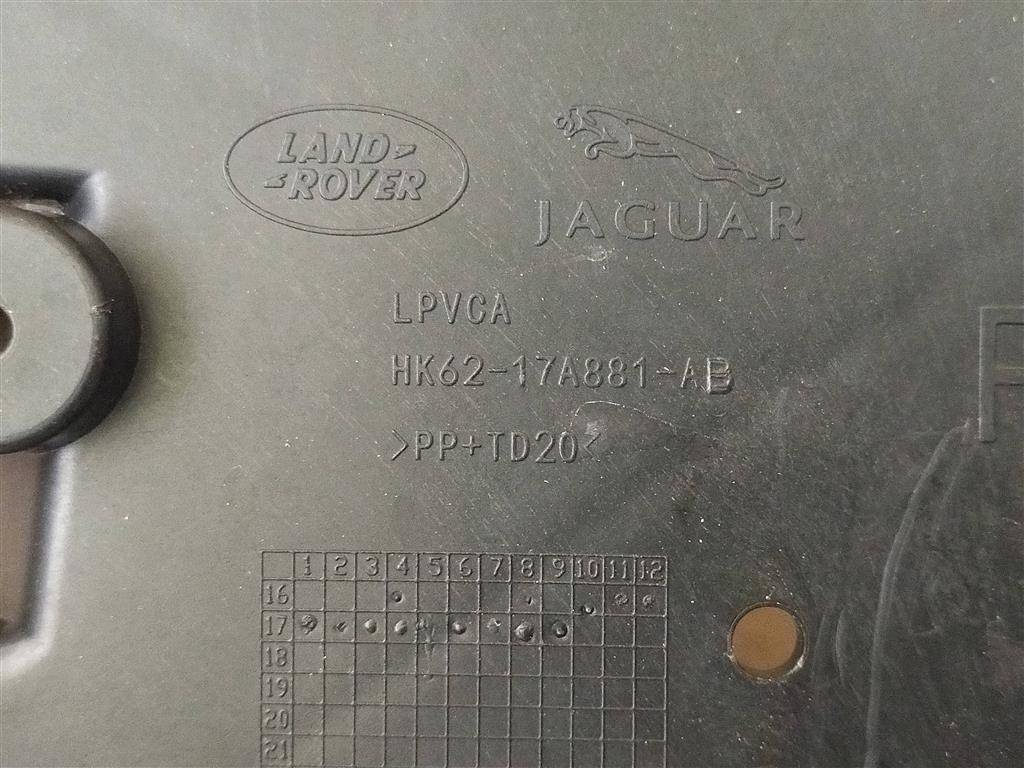 LAND
ROVER
JAGUAR
LPVCA
HK62-17A881-AB
>PP+TD20<
1 2 3 4 5 6 7 8 9 10 11 12
16
17
18
19
20
21